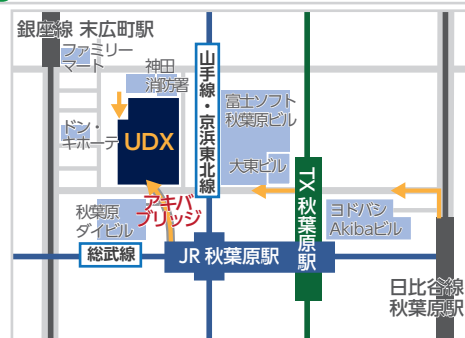 銀座線 末広町駅
ファミリー
マート
神田
消防署
山手線・京浜東北線
富士ソフト
秋葉原ビル
ドン・
キホーテ
UDX
大東ビル
TX 秋葉原駅
アキバ
ブリッジ
秋葉原
ダイビル
ヨドバシ
Akibaビル
総武線
JR 秋葉原駅
日比谷線
秋葉原駅